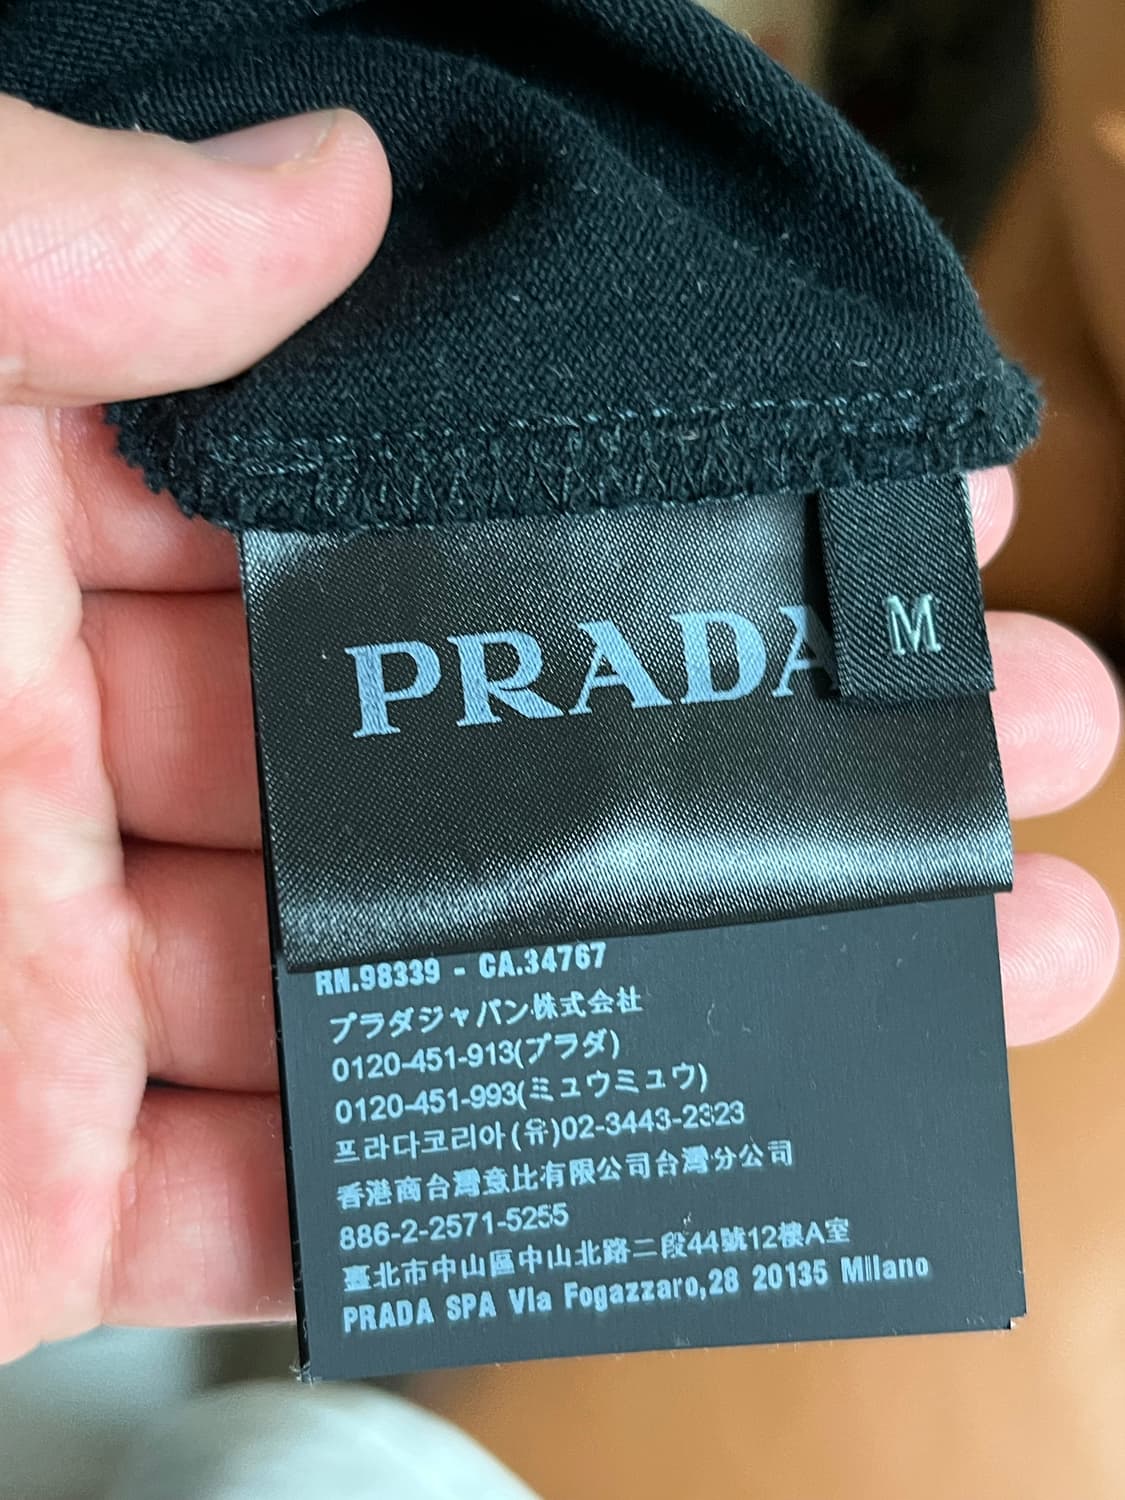 PRADA
M
RN.98339 - CA.34767
プラダジャパン株式会社
0120-451-913(プラダ)
0120-451-993(ミュウミュウ)
프라다코리아(유)02-3443-2323
香港商台灣意比有限公司台灣分公司
886-2-2571-5255
臺北市中山區中山北路二段44號12樓A室
PRADA SPA Via Fogazzaro,28 20135 Milano